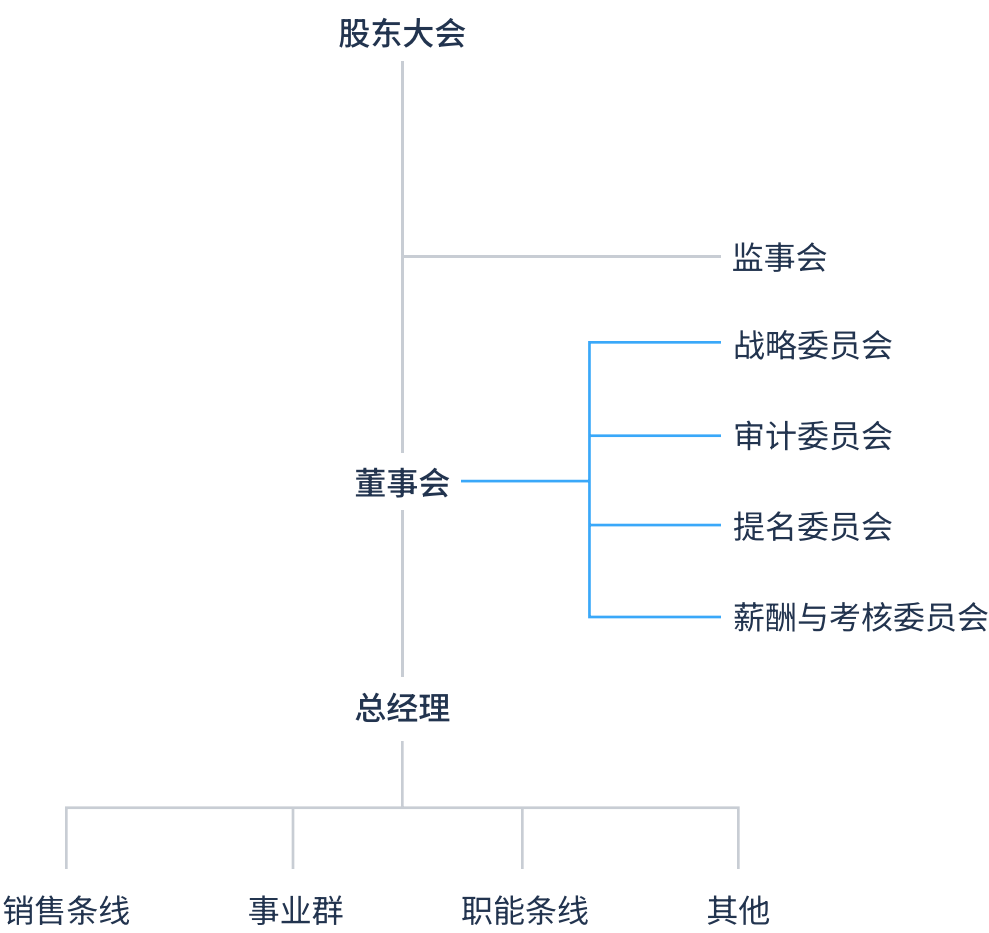 股东大会
监事会
战略委员会
审计委员会
董事会
提名委员会
薪酬与考核委员会
总经理
销售条线
事业群
职能条线
其他